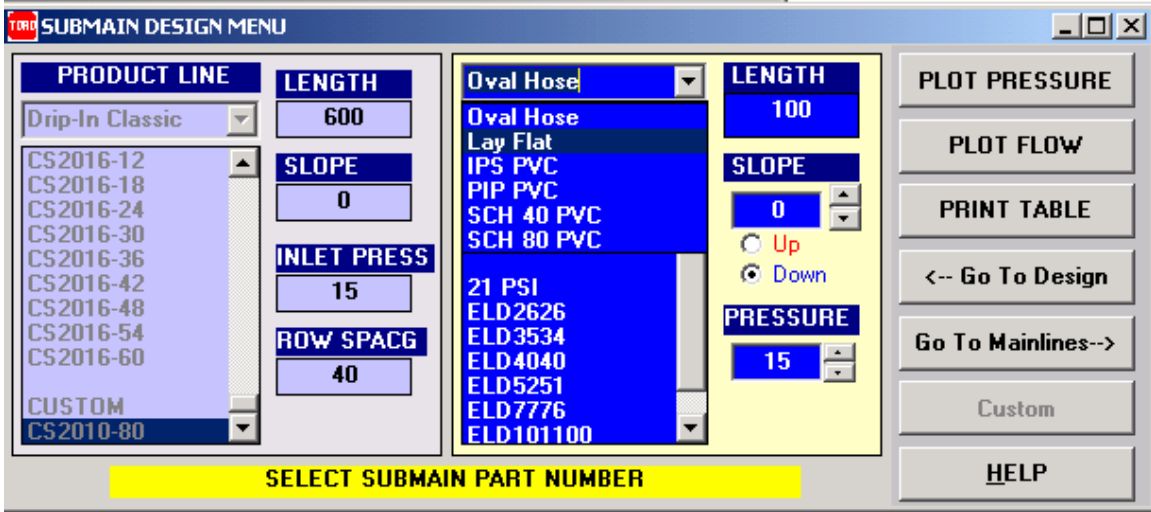 TORO SUBMAIN DESIGN MENU
PRODUCT LINE
Drip-In Classic
CS2016-12
CS2016-18
CS2016-24
CS2016-30
CS2016-36
CS2016-42
CS2016-48
CS2016-54
CS2016-60
CUSTOM
CS2010-80
LENGTH
600
SLOPE
0
INLET PRESS
15
ROW SPACG
40
Oval Hose
Oval Hose
Lay Flat
IPS PVC
PIP PVC
SCH 40 PVC
SCH 80 PVC
21 PSI
ELD2626
ELD3534
ELD4040
ELD5251
ELD7776
ELD101100
LENGTH
100
SLOPE
0
Up
Down
PRESSURE
15
PLOT PRESSURE
PLOT FLOW
PRINT TABLE
<-- Go To Design
Go To Mainlines-->
Custom
HELP
SELECT SUBMAIN PART NUMBER